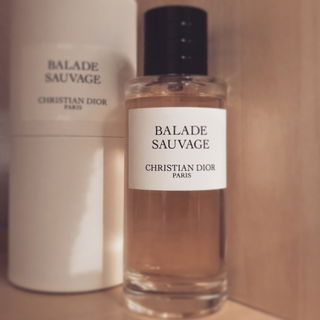 BALADE
SAUVAGE
CHRISTIAN DIOR
PARIS
BALADE
SAUVAGE
CHRISTIAN DIOR
PARIS